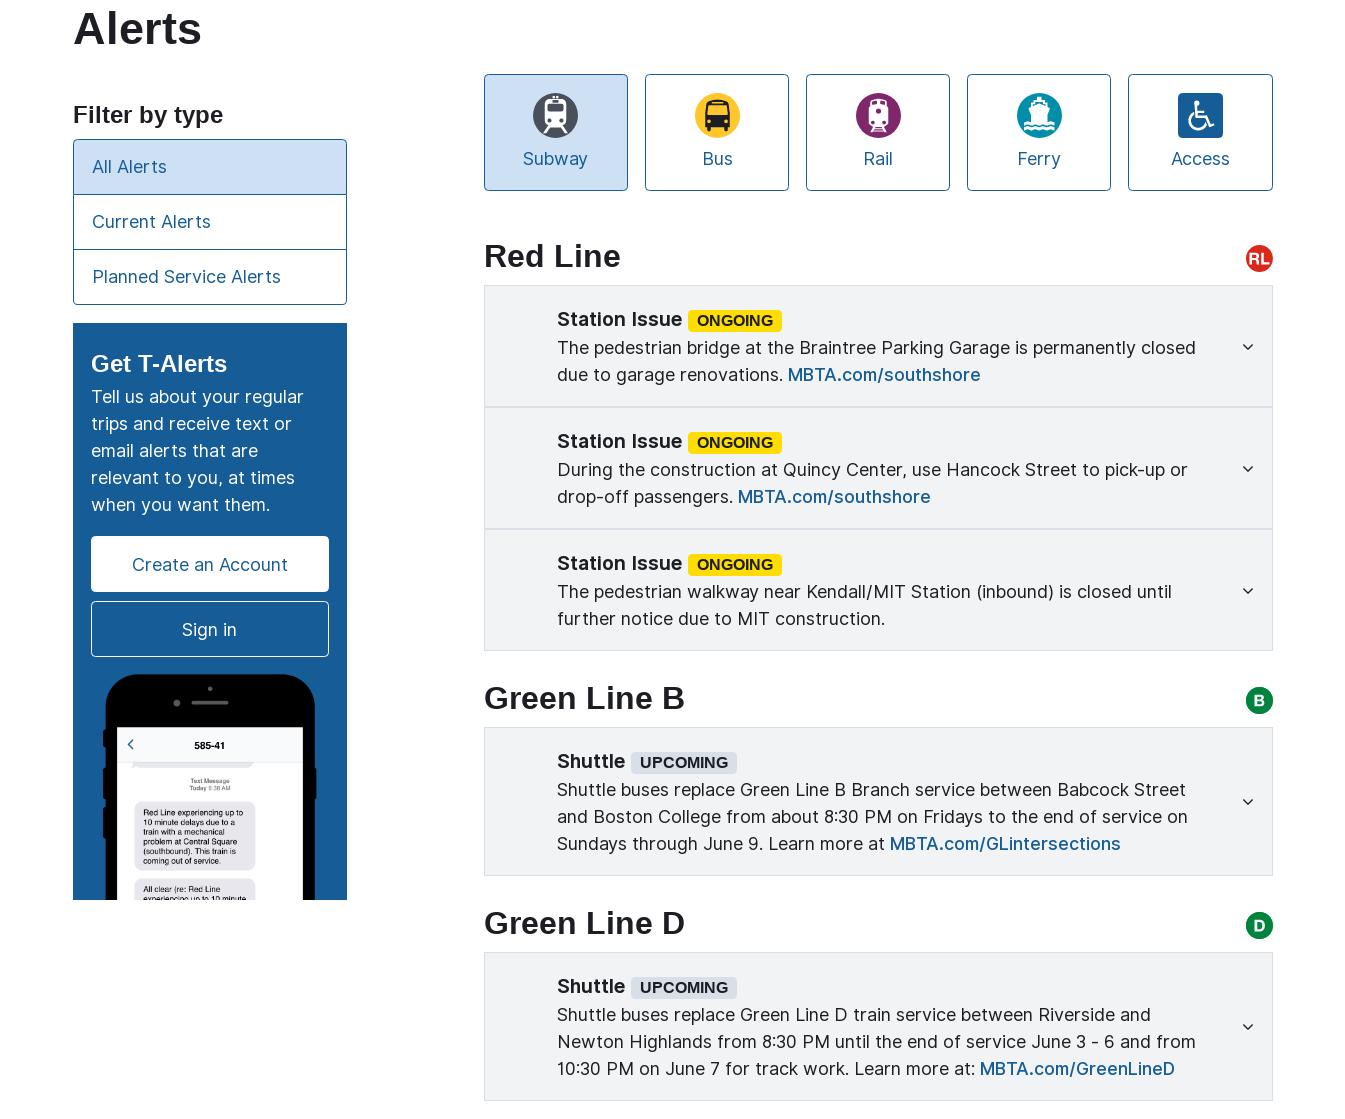 Alerts
Filter by type
All Alerts
Current Alerts
Planned Service Alerts
Get T-Alerts
Tell us about your regular
trips and receive text or
email alerts that are
relevant to you, at times
when you want them.
Create an Account
Sign in
585-41
Text Message
Today 8:38 AM
Red Line experiencing up to
10 minute delays due to a
train with a mechanical
problem at Central Square
(southbound). This train is
coming out of service.
All clear (re: Red Line
experiencing up to 10 minute
Subway
Bus
Rail
Ferry
Access
Red Line
RL
Station Issue ONGOING
The pedestrian bridge at the Braintree Parking Garage is permanently closed
due to garage renovations. MBTA.com/southshore
Station Issue ONGOING
During the construction at Quincy Center, use Hancock Street to pick-up or
drop-off passengers. MBTA.com/southshore
Station Issue ONGOING
The pedestrian walkway near Kendall/MIT Station (inbound) is closed until
further notice due to MIT construction.
Green Line B
B
Shuttle UPCOMING
Shuttle buses replace Green Line B Branch service between Babcock Street
and Boston College from about 8:30 PM on Fridays to the end of service on
Sundays through June 9. Learn more at MBTA.com/GLintersections
Green Line D
D
Shuttle UPCOMING
Shuttle buses replace Green Line D train service between Riverside and
Newton Highlands from 8:30 PM until the end of service June 3 - 6 and from
10:30 PM on June 7 for track work. Learn more at: MBTA.com/GreenLineD